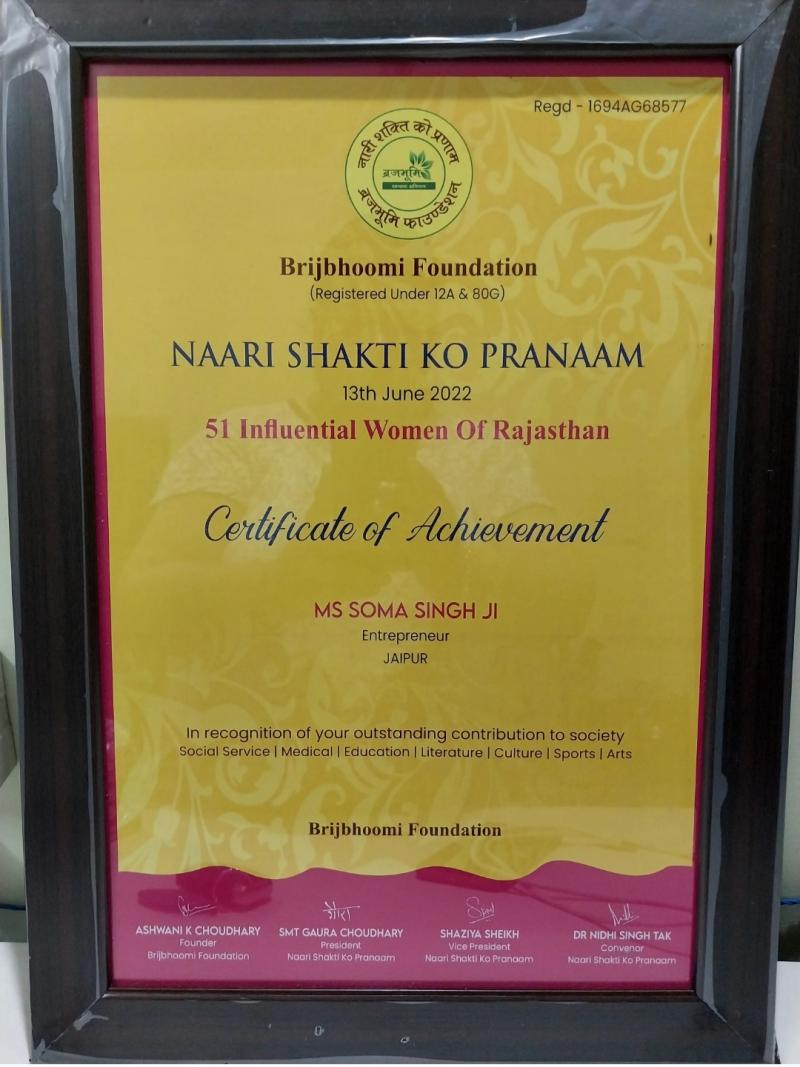 Regd - 1694AG68577
नारी शक्ति को प्रणाम
ब्रजभूमि
ब्रजभूमि फाउण्डेशन
Brijbhoomi Foundation
(Registered Under 12A & 80G)
NAARI SHAKTI KO PRANAAM
13th June 2022
51 Influential Women Of Rajasthan
Certificate of Achievement
MS SOMA SINGH JI
Entrepreneur
JAIPUR
In recognition of your outstanding contribution to society
Social Service | Medical | Education | Literature | Culture | Sports | Arts
Brijbhoomi Foundation
गौरा
ASHWANI K CHOUDHARY SMT GAURA CHOUDHARY SHAZIYA SHEIKH DR NIDHI SINGH TAK
Founder President Vice President Convenor
Brijbhoomi Foundation Naari Shakti Ko Pranaam Naari Shakti Ko Pranaam Naari Shakti Ko Pranaam